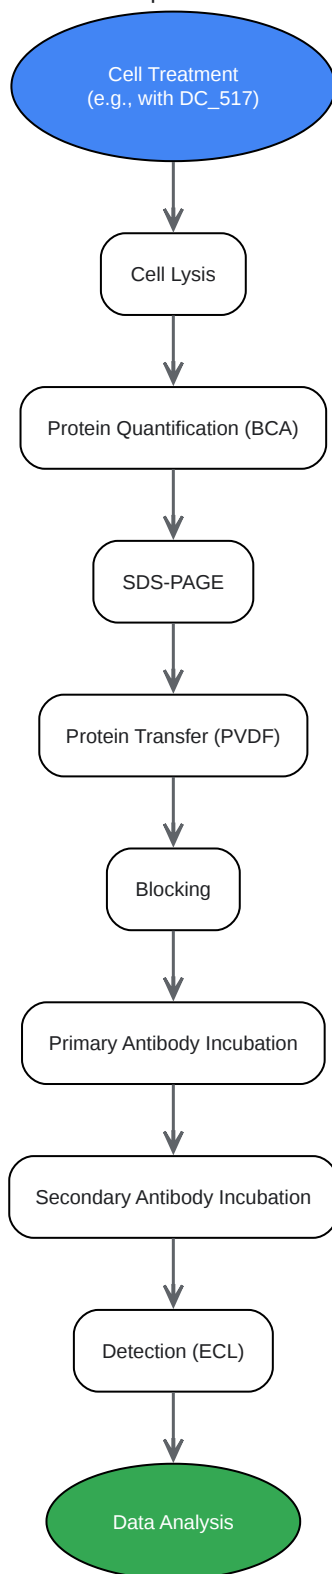 Cell Treatment
(e.g., with DC_517)
Cell Lysis
Protein Quantification (BCA)
SDS-PAGE
Protein Transfer (PVDF)
Blocking
Primary Antibody Incubation
Secondary Antibody Incubation
Detection (ECL)
Data Analysis